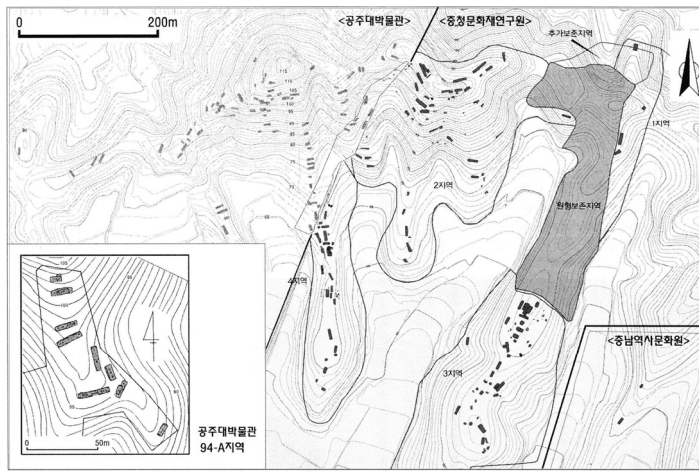 0 200m
<공주대박물관>
<충청문화재연구원>
추가보존지역
1지역
2지역
원형보존지역
4지역
3지역
<충남역사문화원>
0 50m
공주대박물관
94-A지역